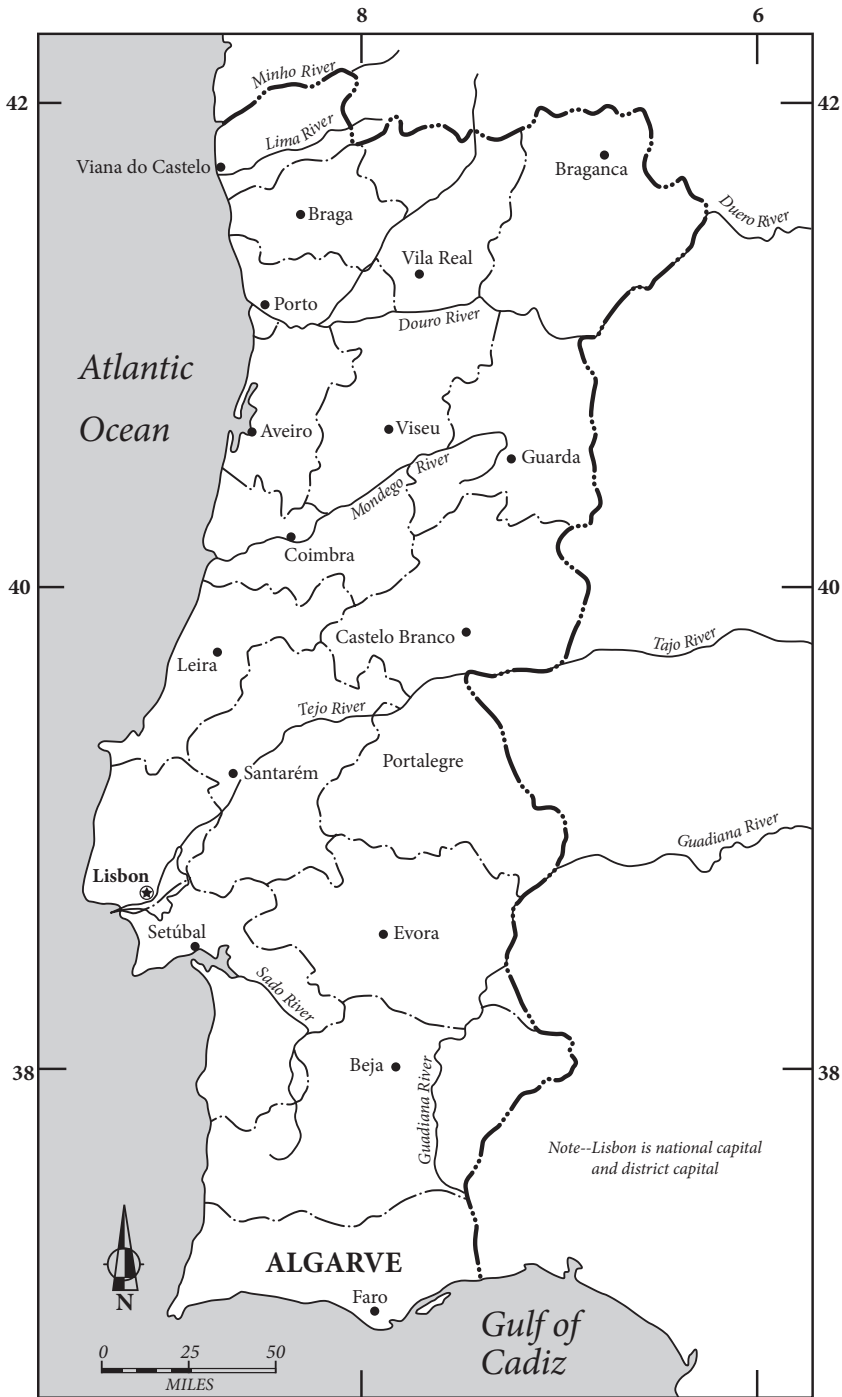 8
6
42
42
Minho River
Lima River
Viana do Castelo
Braganca
Duero River
Braga
Vila Real
Porto
Douro River
Atlantic
Ocean
Aveiro
Viseu
Guarda
Mondego River
Coimbra
40
40
Castelo Branco
Tajo River
Leira
Tejo River
Santarém
Portalegre
Guadiana River
Lisbon
Setúbal
Evora
Sado River
38
38
Beja
Guadiana River
Note--Lisbon is national capital
and district capital
ALGARVE
N
Faro
Gulf of
Cadiz
0 25 50
MILES